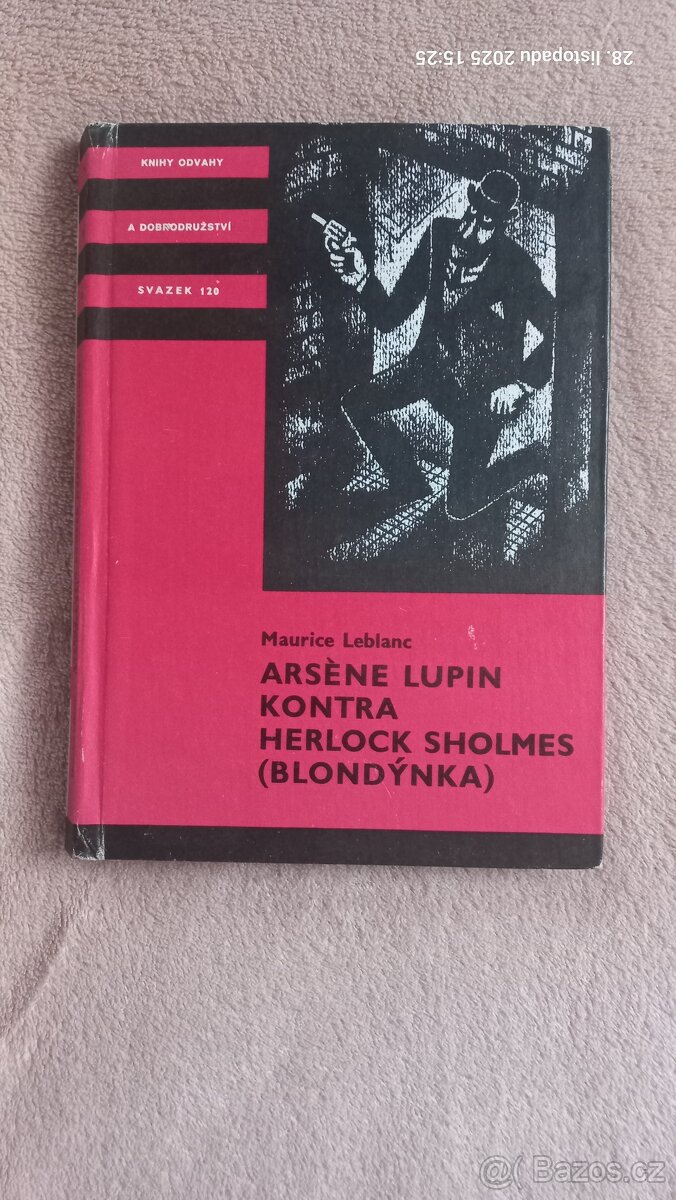 28. listopadu 2025 15:25
KNIHY ODVAHY
A DOBRODRUŽSTVÍ
SVAZEK 120
Maurice Leblanc
ARSÈNE LUPIN
KONTRA
HERLOCK SHOLMES
(BLONDÝNKA)
@( Bazos.cz